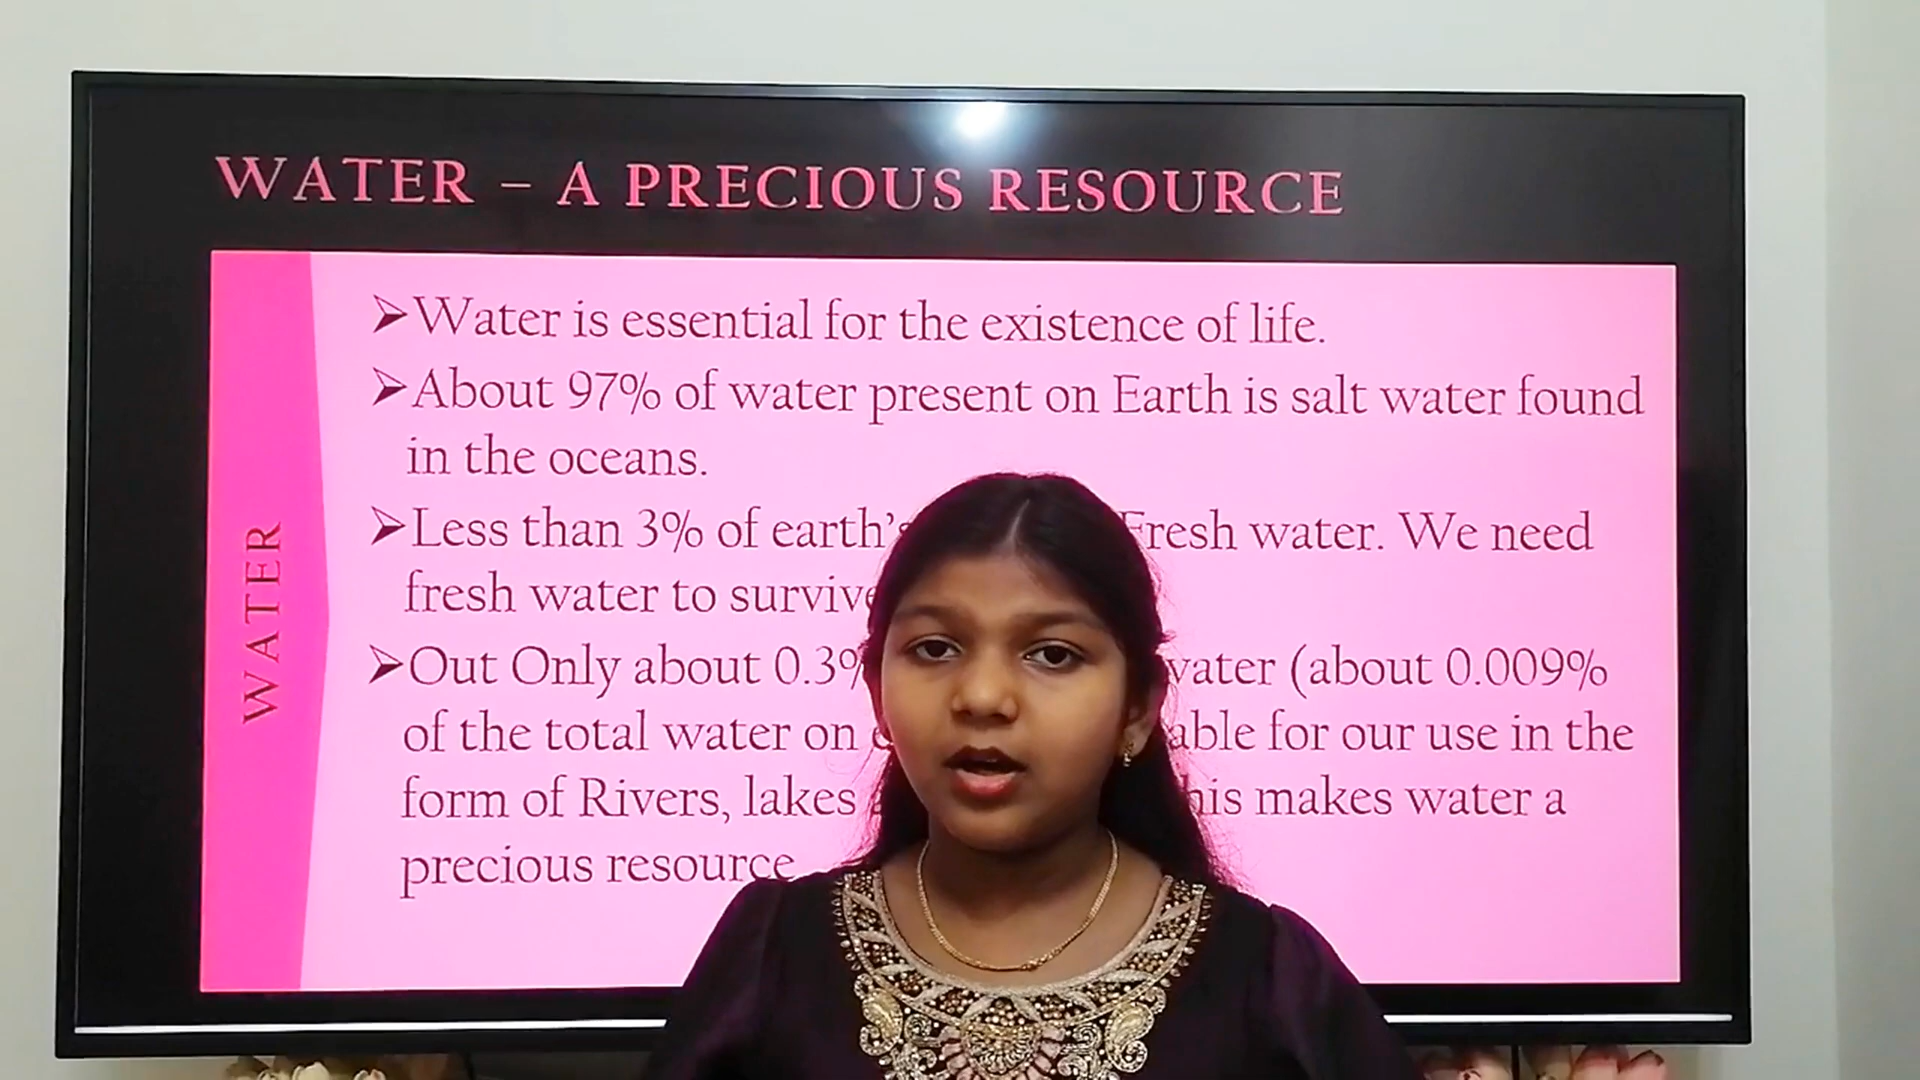 WATER – A PRECIOUS RESOURCE
WATER
➢Water is essential for the existence of life.
➢About 97% of water present on Earth is salt water found
in the oceans.
➢Less than 3% of earth's Fresh water. We need
fresh water to survive
➢Out Only about 0.3% water (about 0.009%
of the total water on for our use in the
form of Rivers, lakes makes water a
precious resource